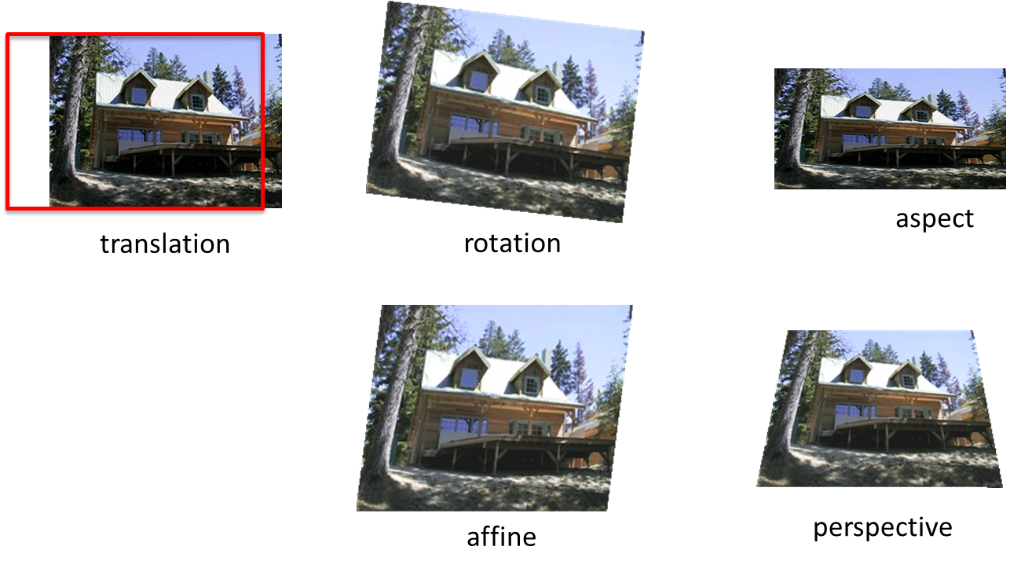 translation
rotation
aspect
affine
perspective